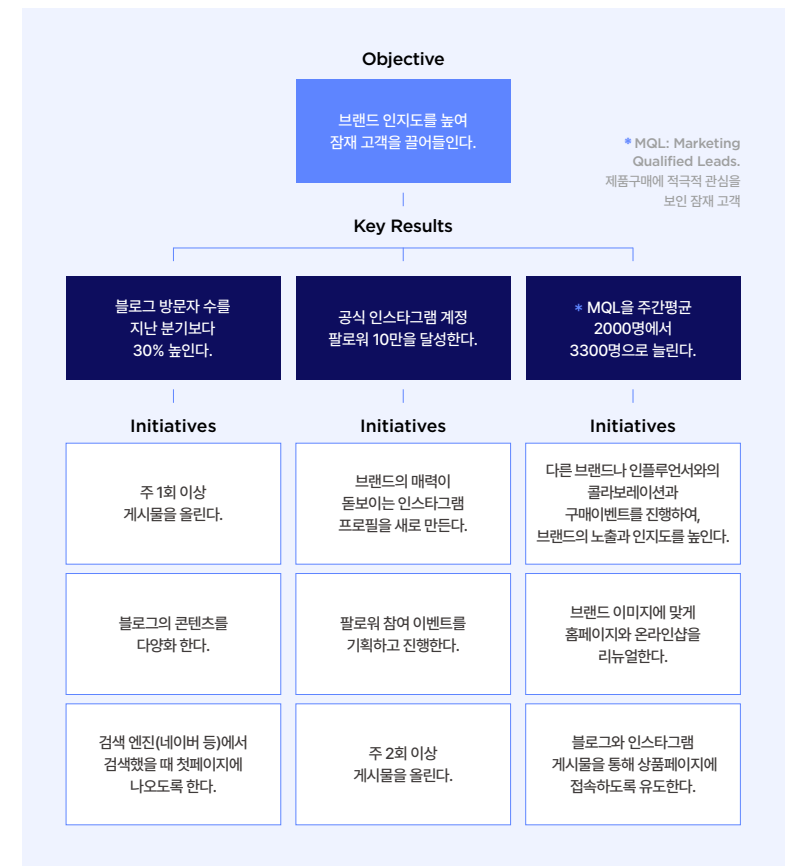 Objective
브랜드 인지도를 높여
잠재 고객을 끌어들인다.
* MQL: Marketing
Qualified Leads.
제품구매에 적극적 관심을
보인 잠재 고객
Key Results
블로그 방문자 수를
지난 분기보다
30% 높인다.
공식 인스타그램 계정
팔로워 10만을 달성한다.
* MQL을 주간평균
2000명에서
3300명으로 늘린다.
Initiatives
Initiatives
Initiatives
주 1회 이상
게시물을 올린다.
브랜드의 매력이
돋보이는 인스타그램
프로필을 새로 만든다.
다른 브랜드나 인플루언서와의
콜라보레이션과
구매이벤트를 진행하여,
브랜드의 노출과 인지도를 높인다.
블로그의 콘텐츠를
다양화 한다.
팔로워 참여 이벤트를
기획하고 진행한다.
브랜드 이미지에 맞게
홈페이지와 온라인샵을
리뉴얼한다.
검색 엔진(네이버 등)에서
검색했을 때 첫페이지에
나오도록 한다.
주 2회 이상
게시물을 올린다.
블로그와 인스타그램
게시물을 통해 상품페이지에
접속하도록 유도한다.